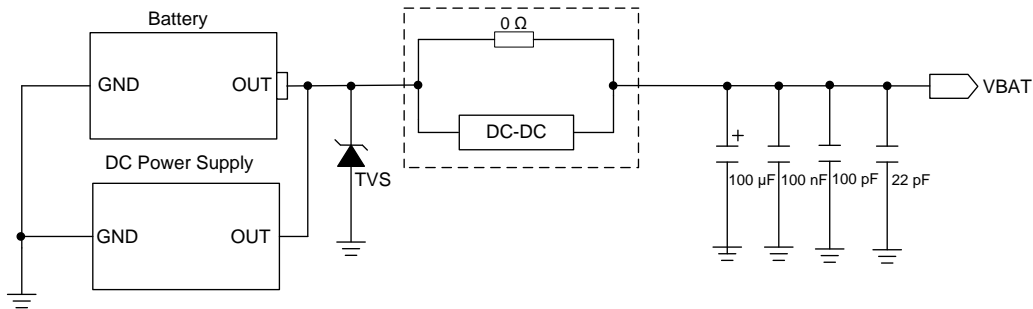 Battery
0 Ω
GND
OUT
VBAT
DC-DC
+
DC Power Supply
TVS
100 µF
100 nF
100 pF
22 pF
GND
OUT